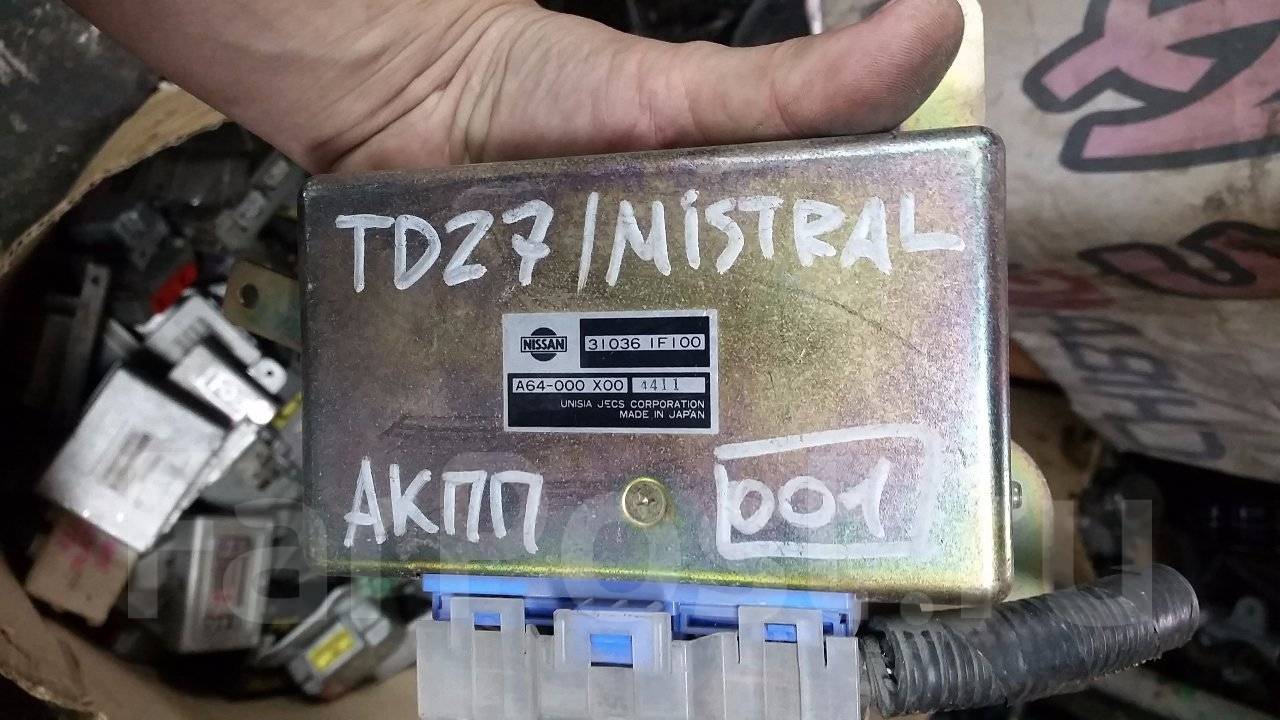 TD27/MISTRAL
NISSAN 31036 1F100
A64-000 X00 4411
UNISIA JECS CORPORATION
MADE IN JAPAN
АКПП
001